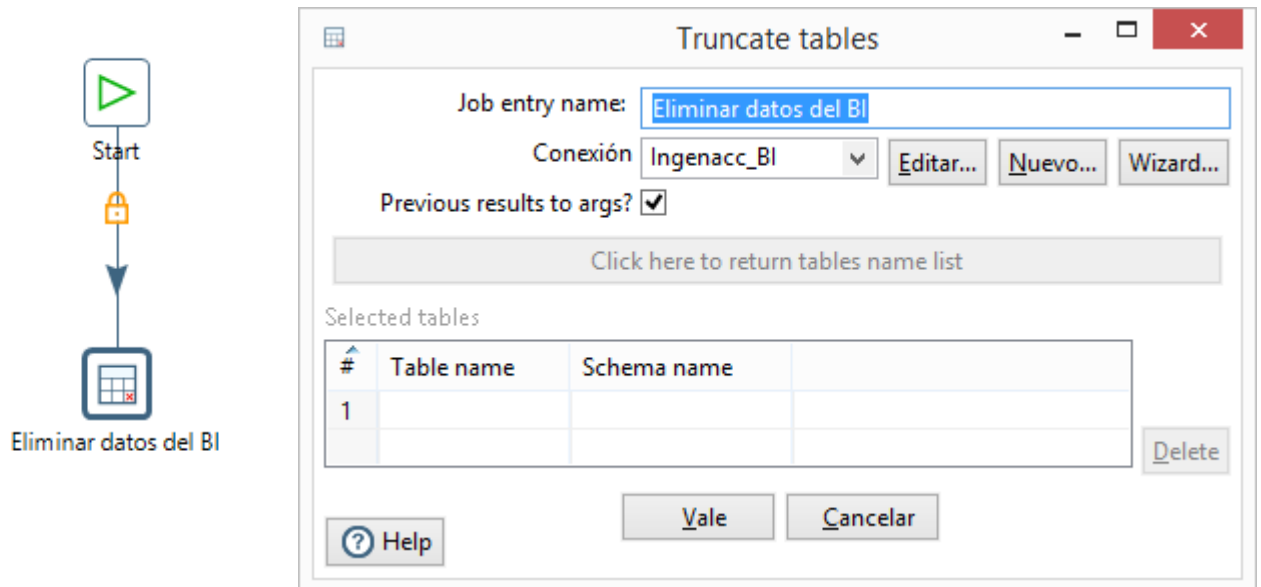 Start
Eliminar datos del BI
Truncate tables
Job entry name: Eliminar datos del BI
Conexión Ingenacc_BI Editar... Nuevo... Wizard...
Previous results to args?
Click here to return tables name list
Selected tables
# Table name Schema name
1
Delete
Vale Cancelar
Help